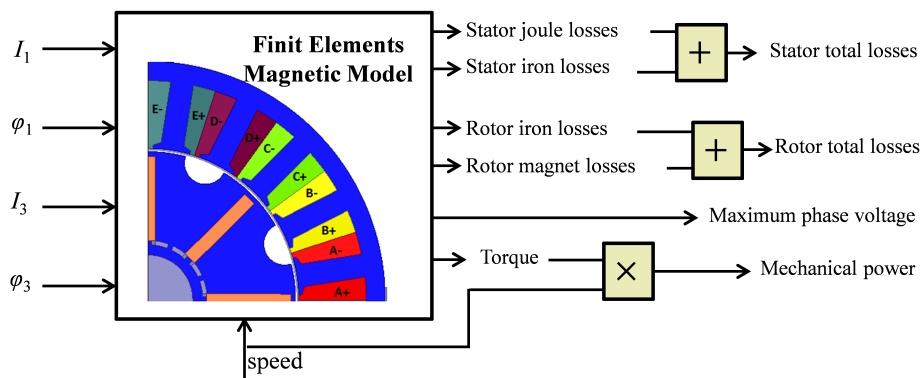 Finit Elements
Magnetic Model
I₁
φ₁
I₃
φ₃
E-
E+
D-
D+
C-
C+
B-
B+
A-
A+
Stator joule losses
Stator iron losses
+
Stator total losses
Rotor iron losses
Rotor magnet losses
+
Rotor total losses
Maximum phase voltage
Torque
×
Mechanical power
speed